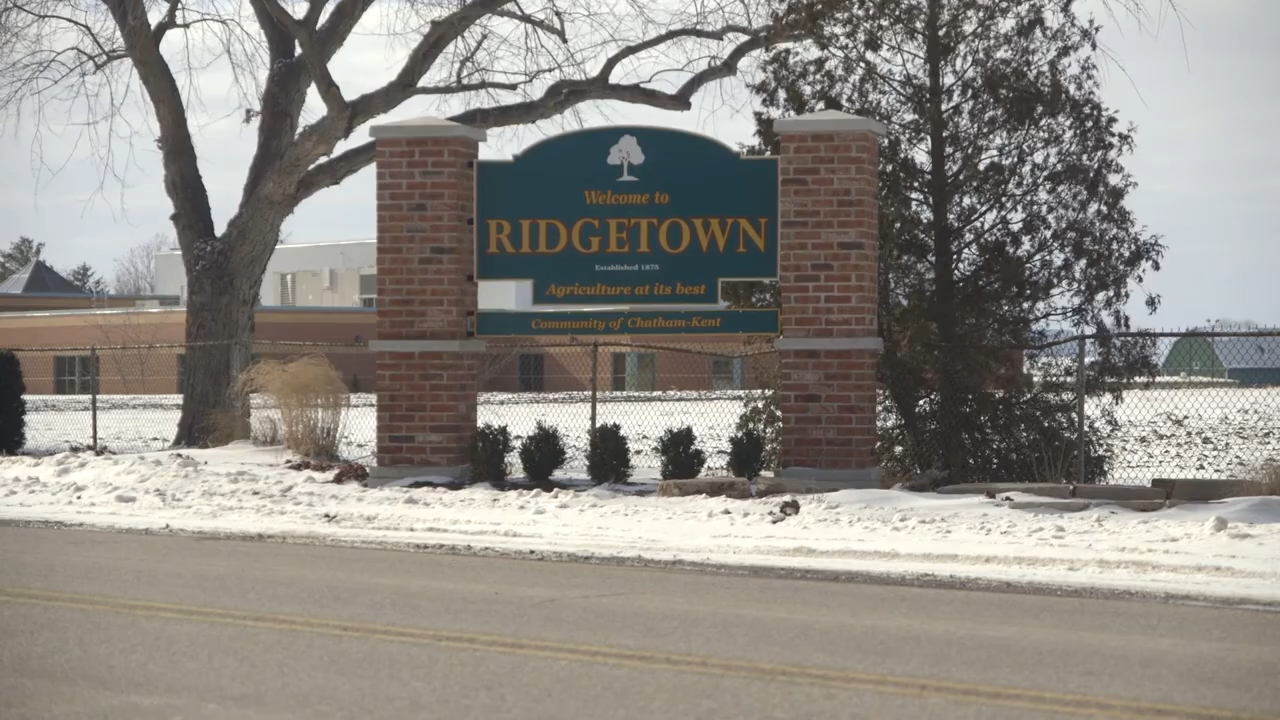 Welcome to
RIDGETOWN
Established 1875
Agriculture at its best
Community of Chatham-Kent